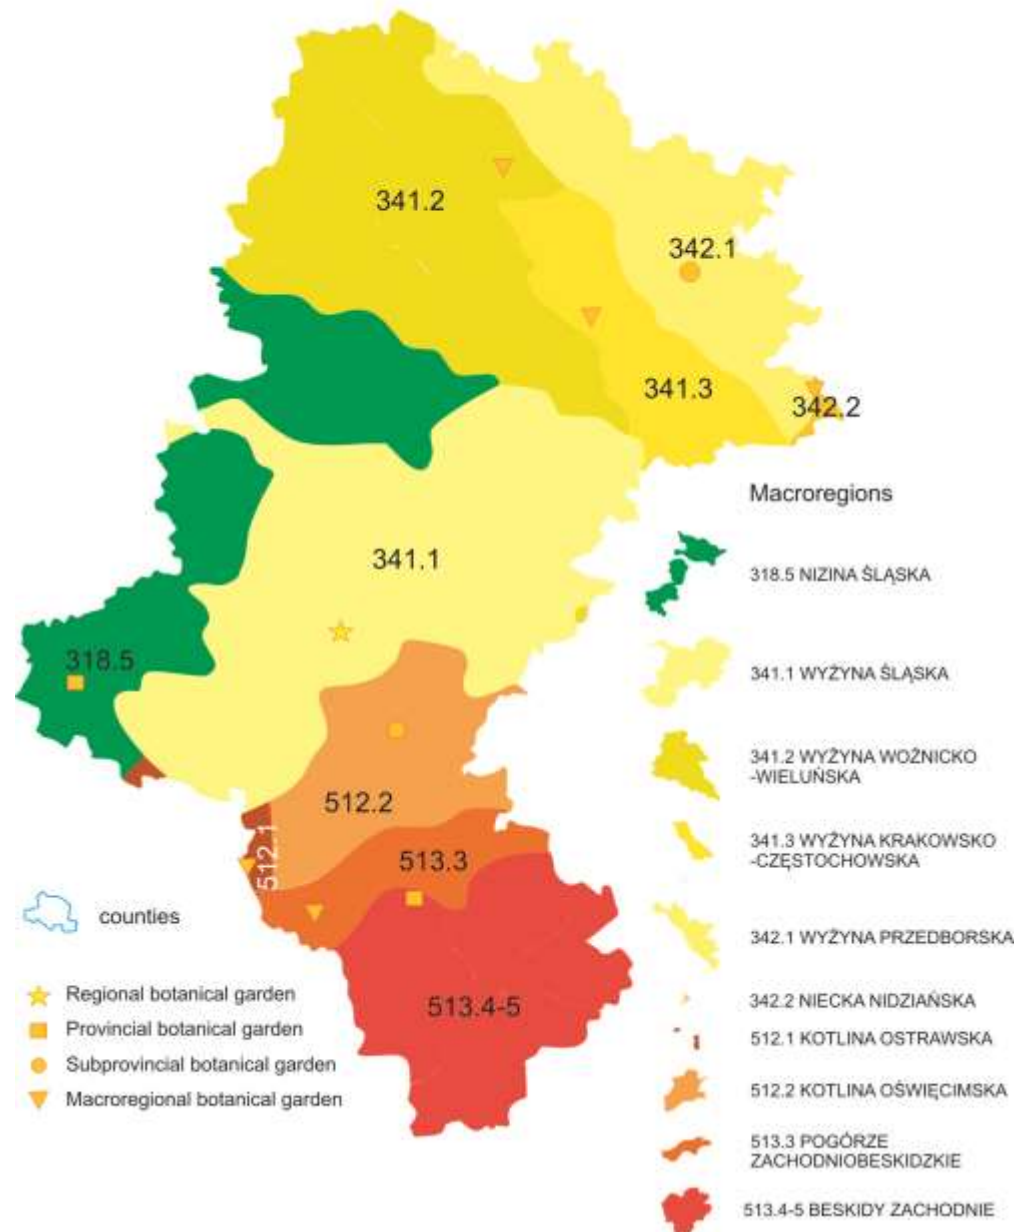 341.2
342.1
341.3
342.2
341.1
318.5
512.2
512.1
513.3
513.4-5
counties
Regional botanical garden
Provincial botanical garden
Subprovincial botanical garden
Macroregional botanical garden
Macroregions
318.5 NIZINA ŚLĄSKA
341.1 WYŻYNA ŚLĄSKA
341.2 WYŻYNA WOŹNICKO
-WIELUŃSKA
341.3 WYŻYNA KRAKOWSKO
-CZĘSTOCHOWSKA
342.1 WYŻYNA PRZEDBORSKA
342.2 NIECKA NIDZIAŃSKA
512.1 KOTLINA OSTRAWSKA
512.2 KOTLINA OŚWIĘCIMSKA
513.3 POGÓRZE
ZACHODNIOBESKIDZKIE
513.4-5 BESKIDY ZACHODNIE